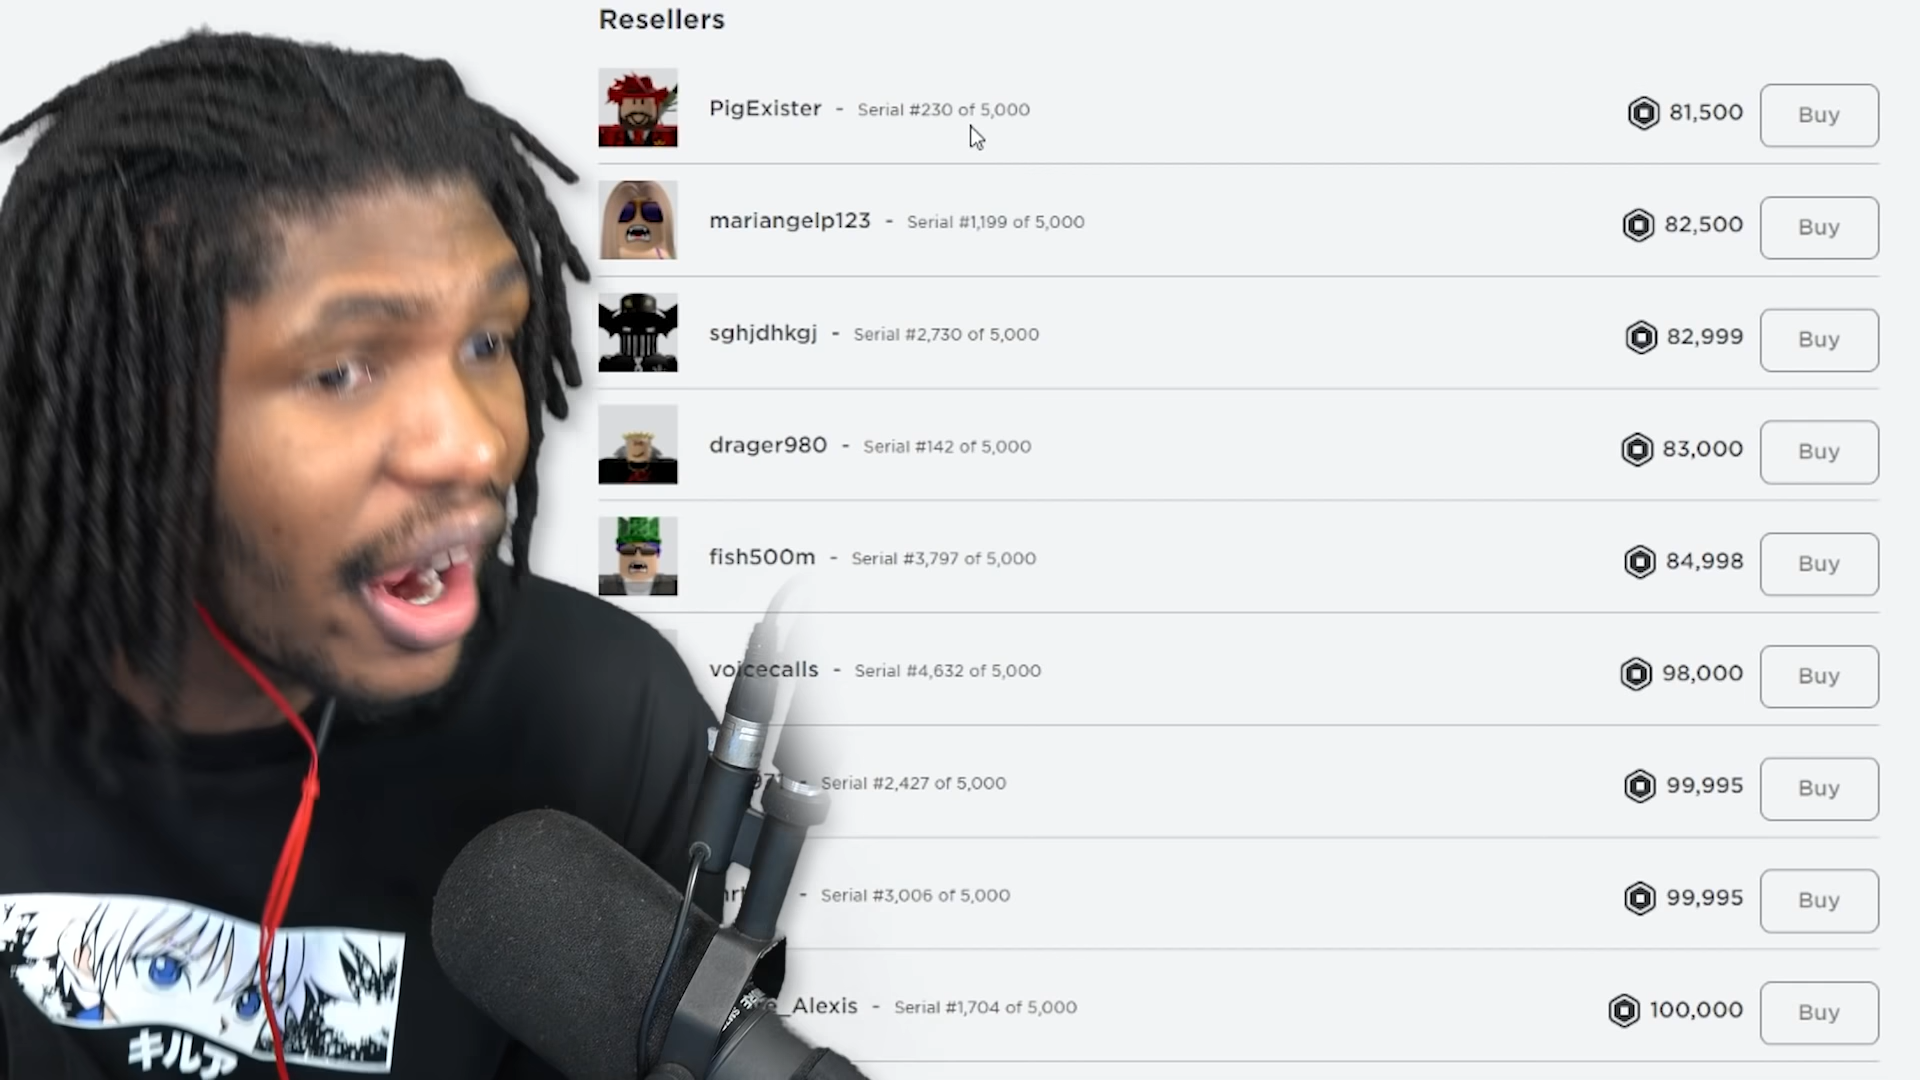 Resellers
PigExister - Serial #230 of 5,000 81,500 Buy
mariangelp123 - Serial #1,199 of 5,000 82,500 Buy
sghjdhkgj - Serial #2,730 of 5,000 82,999 Buy
drager980 - Serial #142 of 5,000 83,000 Buy
fish500m - Serial #3,797 of 5,000 84,998 Buy
voicecalls - Serial #4,632 of 5,000 98,000 Buy
- Serial #2,427 of 5,000 99,995 Buy
- Serial #3,006 of 5,000 99,995 Buy
_Alexis - Serial #1,704 of 5,000 100,000 Buy
キルア